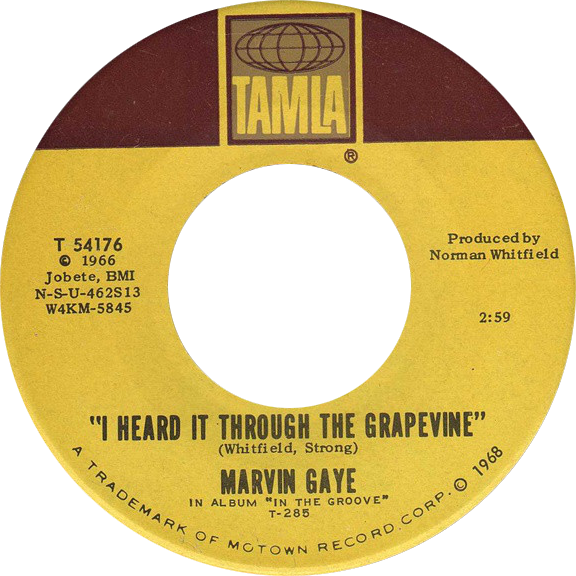 TAMLA
®
T 54176
© 1966
Jobete, BMI
N-S-U-462S13
W4KM-5845
Produced by
Norman Whitfield
2:59
"I HEARD IT THROUGH THE GRAPEVINE"
(Whitfield, Strong)
MARVIN GAYE
IN ALBUM "IN THE GROOVE"
T-285
A TRADEMARK OF MOTOWN RECORD CORP. © 1968